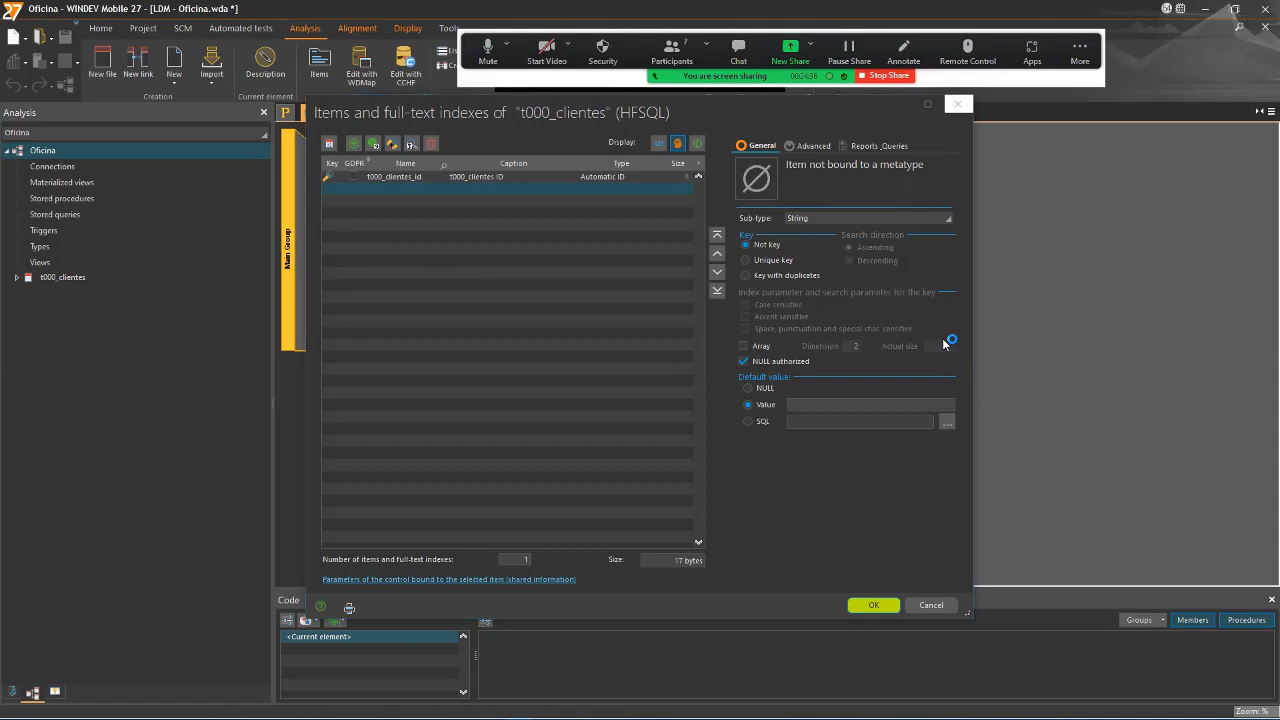 27 Oficina - WINDEV Mobile 27 - [LDM - Oficina.wda *]
Home Project SCM Automated tests Analysis Alignment Display
New file New link New Import Description Items Edit with WDMap Edit with CCHF
Creation Current element
Mute Start Video Security Participants 7 Chat New Share Pause Share Annotate Remote Control Apps More
You are screen sharing 00:24:56 Stop Share
Analysis
Oficina
Oficina
Connections
Materialized views
Stored procedures
Stored queries
Triggers
Types
Views
t000_clientes
P
Main Group
Items and full-text indexes of "t000_clientes" (HFSQL)
Display:
Key GDPR Name Caption Type Size
t000_clientes_id t000_clientes ID Automatic ID 8
Number of items and full-text indexes: 1 Size: 17 bytes
Parameters of the control bound to the selected item [shared information]
General Advanced Reports ,Queries
Item not bound to a metatype
Sub-type: String
Key Search direction
Not key Ascending
Unique key Descending
Key with duplicates
Index parameter and search parameter for the key
Case sensitive
Accent sensitive
Space, punctuation and special char. sensitive
Array Dimension 2 Actual size
NULL authorized
Default value:
NULL
Value
SQL ...
OK Cancel
Code
Groups Members Procedures
<Current element>
Zoom: %